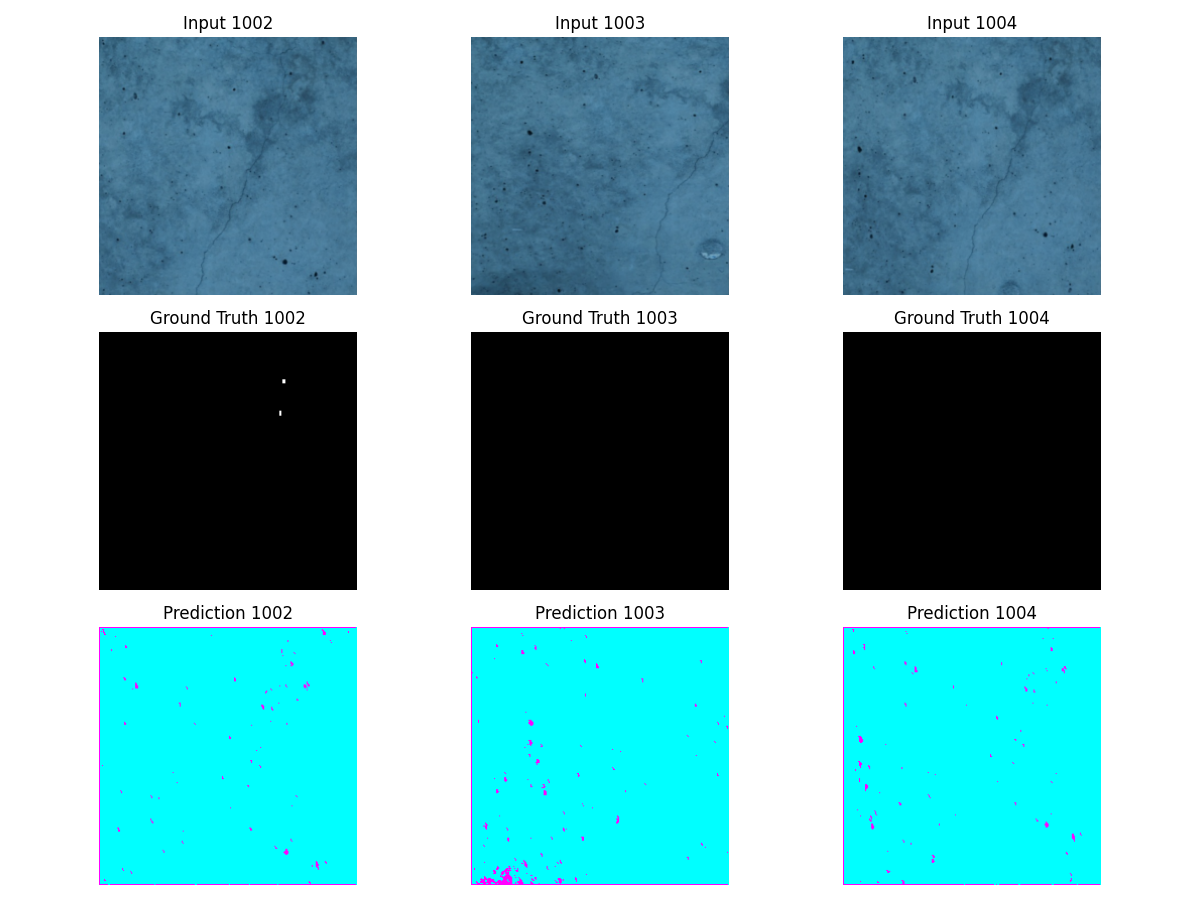 Input 1002
Input 1003
Input 1004
Ground Truth 1002
Ground Truth 1003
Ground Truth 1004
Prediction 1002
Prediction 1003
Prediction 1004